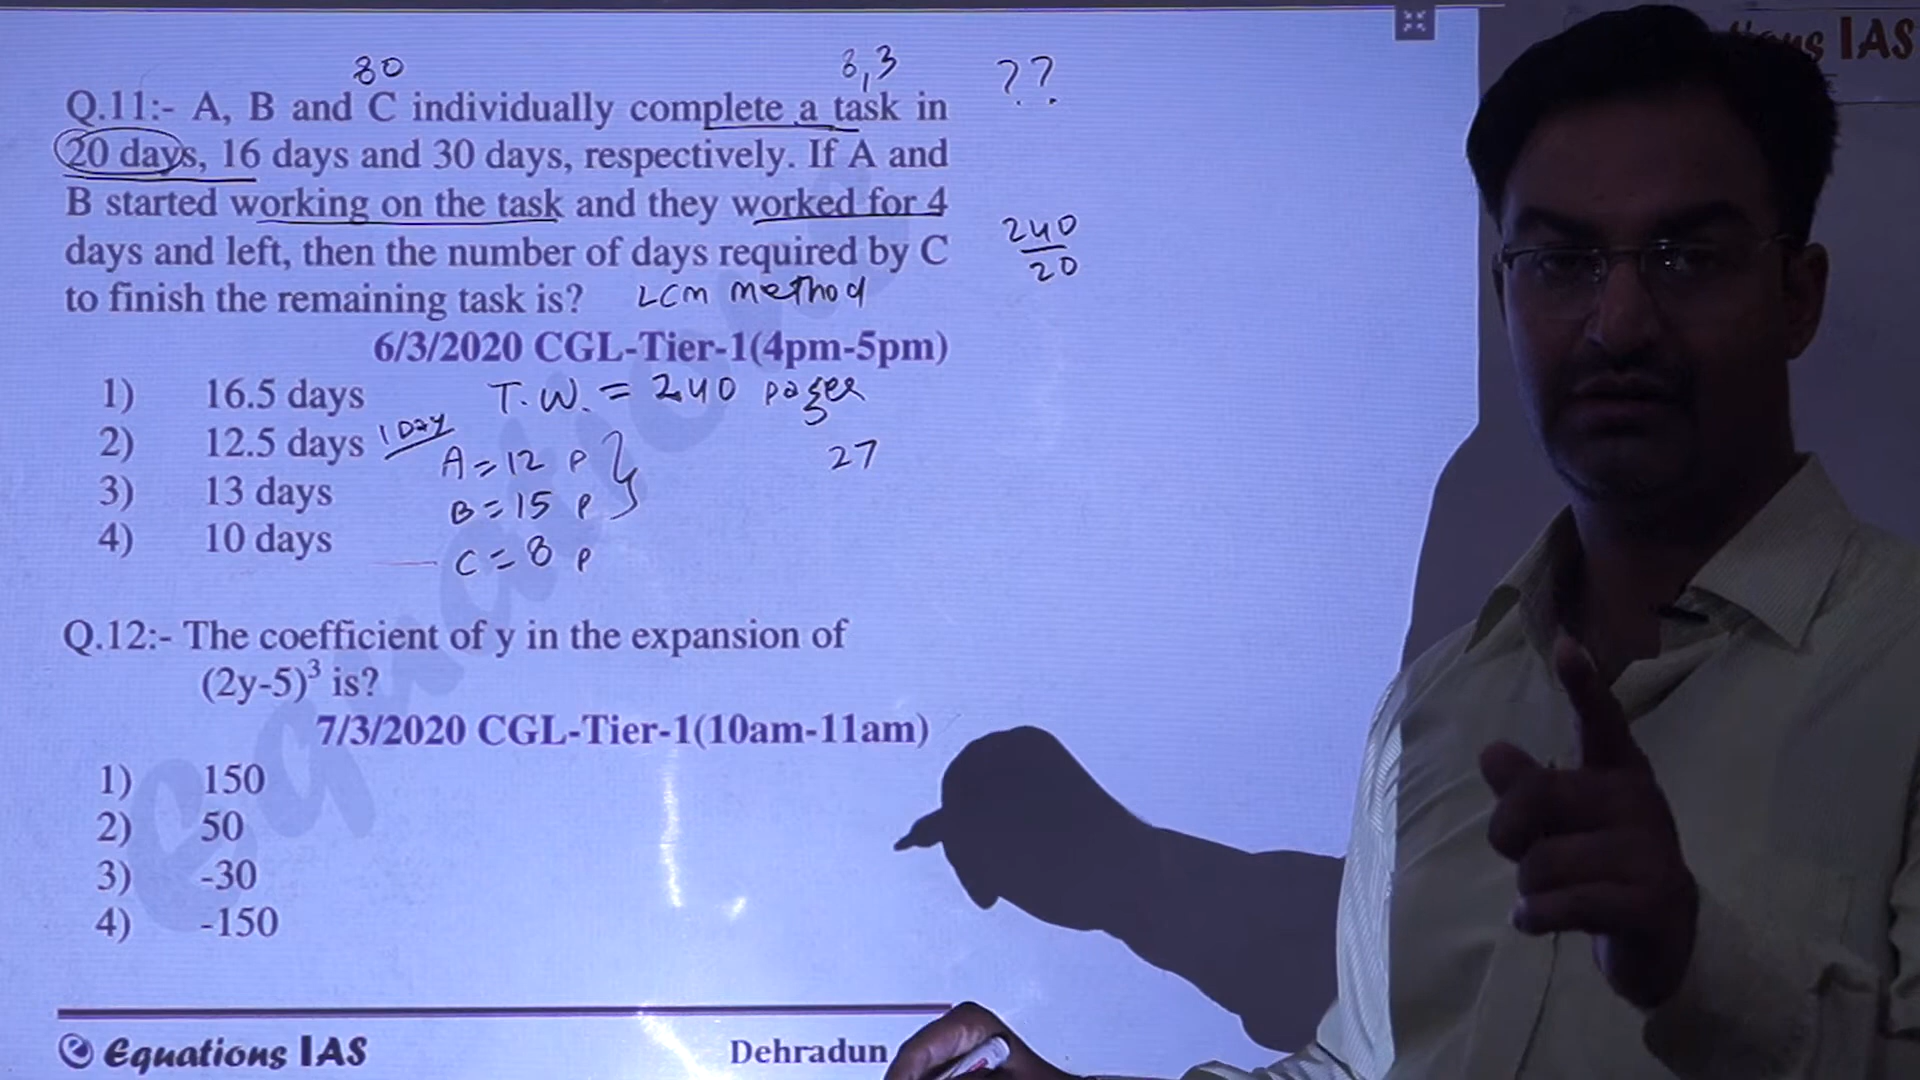 80
8,3
??
Q.11:- A, B and C individually complete a task in
20 days, 16 days and 30 days, respectively. If A and
B started working on the task and they worked for 4
days and left, then the number of days required by C
to finish the remaining task is?
LCM method
240
20
6/3/2020 CGL-Tier-1(4pm-5pm)
1) 16.5 days
2) 12.5 days
3) 13 days
4) 10 days
T.W. = 240 pages
1 Day
A = 12 P
B = 15 P
C = 8 P
27
Q.12:- The coefficient of y in the expansion of
(2y-5)³ is?
7/3/2020 CGL-Tier-1(10am-11am)
1) 150
2) 50
3) -30
4) -150
Equations IAS
Dehradun
IAS
Equations